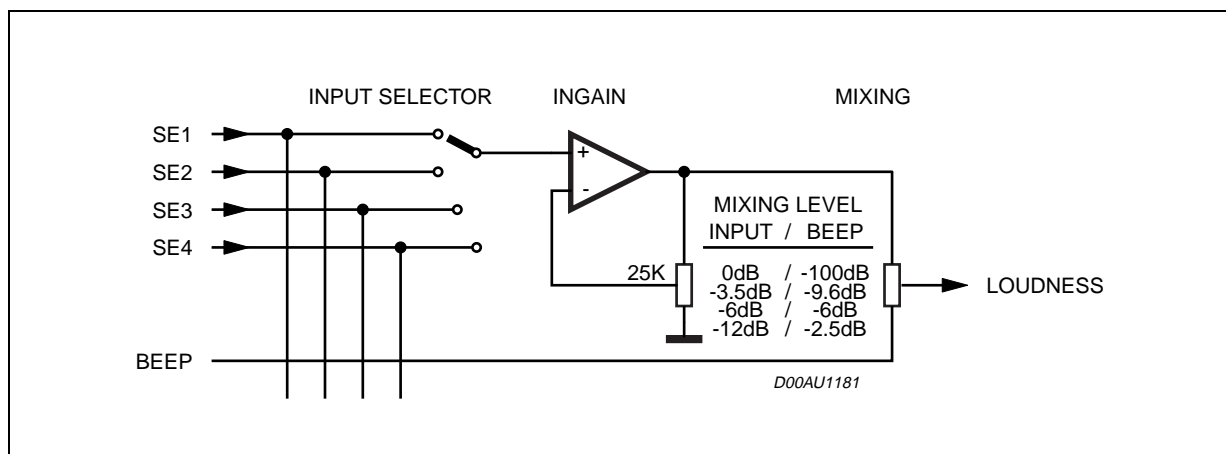 INPUT SELECTOR INGAIN MIXING
SE1
SE2
SE3
SE4
+
-
MIXING LEVEL
INPUT / BEEP
25K
0dB / -100dB
-3.5dB / -9.6dB
-6dB / -6dB
-12dB / -2.5dB
LOUDNESS
BEEP
D00AU1181